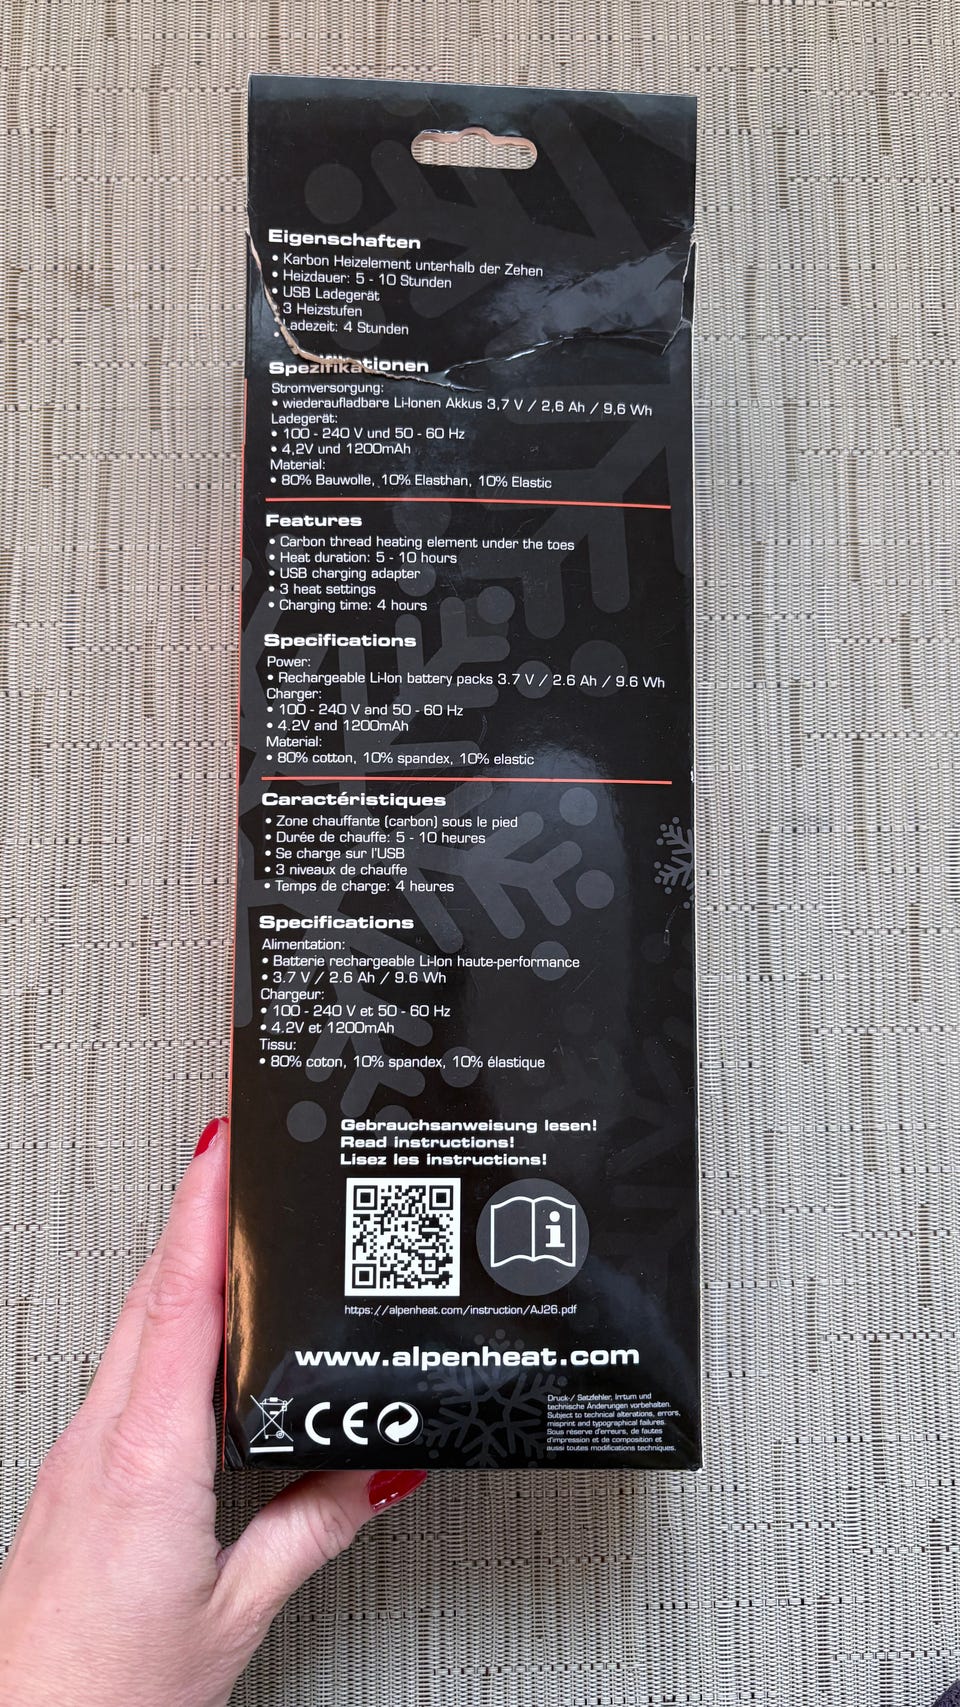 Eigenschaften
• Karbon Heizelement unterhalb der Zehen
• Heizdauer: 5 - 10 Stunden
• USB Ladegerät
• 3 Heizstufen
• Ladezeit: 4 Stunden
Spezifikationen
Stromversorgung:
• wiederaufladbare Li-Ionen Akkus 3,7 V / 2,6 Ah / 9,6 Wh
Ladegerät:
• 100 - 240 V und 50 - 60 Hz
• 4,2V und 1200mAh
Material:
• 80% Bauwolle, 10% Elasthan, 10% Elastic
Features
• Carbon thread heating element under the toes
• Heat duration: 5 - 10 hours
• USB charging adapter
• 3 heat settings
• Charging time: 4 hours
Specifications
Power:
• Rechargeable Li-Ion battery packs 3.7 V / 2.6 Ah / 9.6 Wh
Charger:
• 100 - 240 V and 50 - 60 Hz
• 4.2V and 1200mAh
Material:
• 80% cotton, 10% spandex, 10% elastic
Caractéristiques
• Zone chauffante (carbon) sous le pied
• Durée de chauffe: 5 - 10 heures
• Se charge sur l'USB
• 3 niveaux de chauffe
• Temps de charge: 4 heures
Specifications
Alimentation:
• Batterie rechargeable Li-Ion haute-performance
• 3.7 V / 2.6 Ah / 9.6 Wh
Chargeur:
• 100 - 240 V et 50 - 60 Hz
• 4.2V et 1200mAh
Tissu:
• 80% coton, 10% spandex, 10% élastique
Gebrauchsanweisung lesen!
Read instructions!
Lisez les instructions!
https://alpenheat.com/instruction/AJ26.pdf
www.alpenheat.com
CE
Druck-/ Satzfehler, Irrtum und
technische Änderungen vorbehalten.
Subject to technical alterations, errors,
misprint and typographical failures.
Sous réserve d'erreurs, de fautes
d'impression et de composition et
aussi toutes modifications techniques.